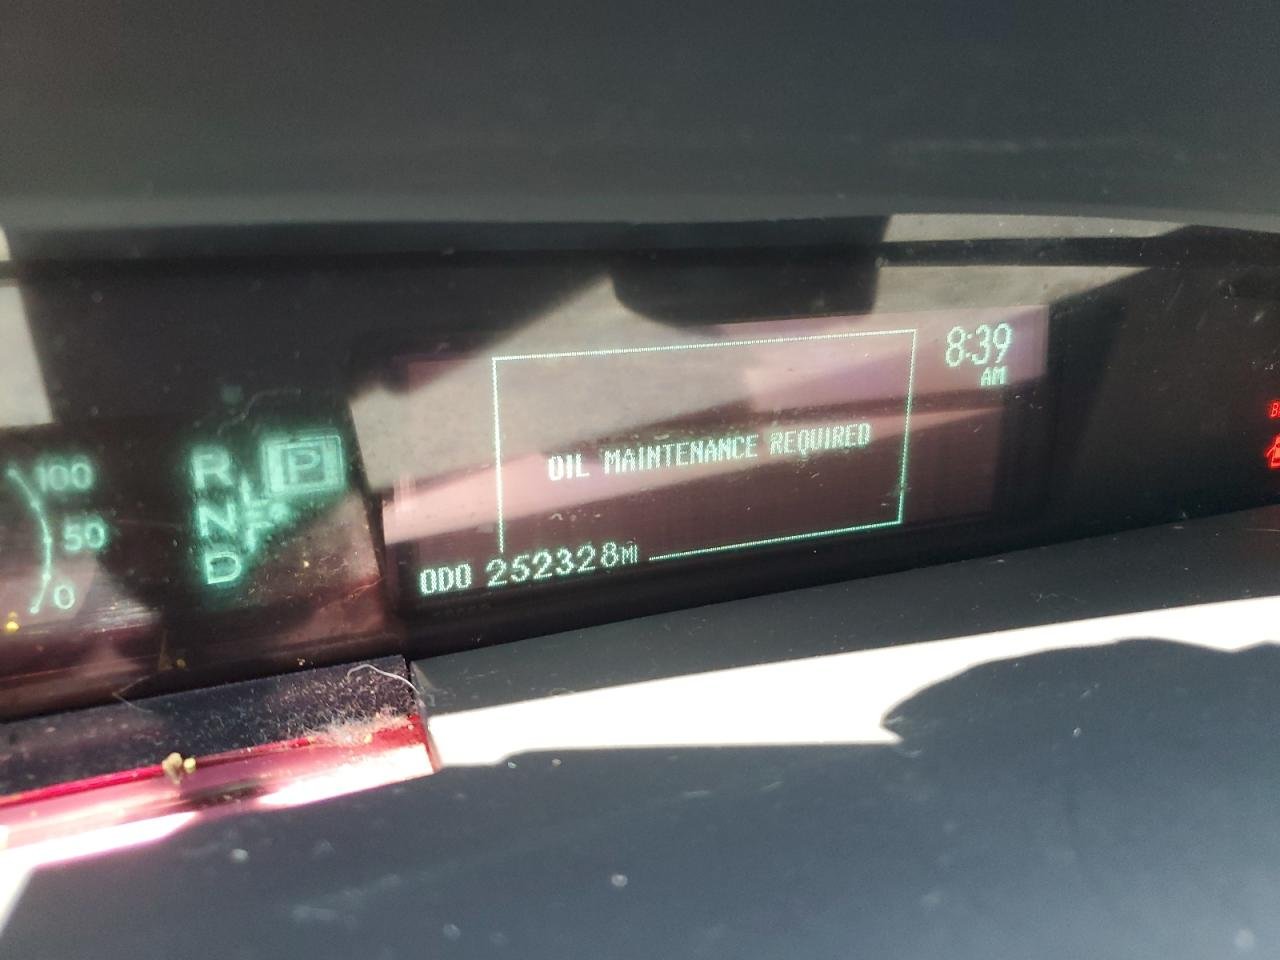 8:39
AM
OIL MAINTENANCE REQUIRED
ODO 252328MI
100
50
0
R P
N
D